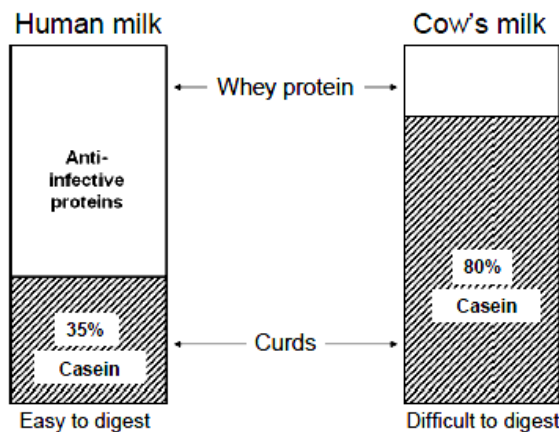 Human milk
Cow's milk
Whey protein
Anti-
infective
proteins
80%
Casein
35%
Casein
Curds
Easy to digest
Difficult to digest